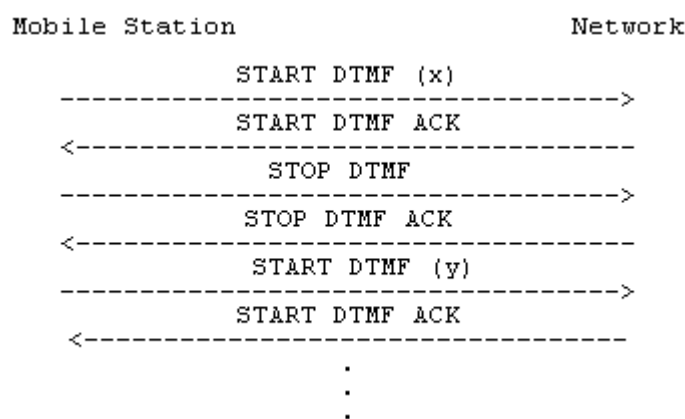 Mobile Station Network
START DTMF (x)
START DTMF ACK
STOP DTMF
STOP DTMF ACK
START DTMF (y)
START DTMF ACK
.
.
.